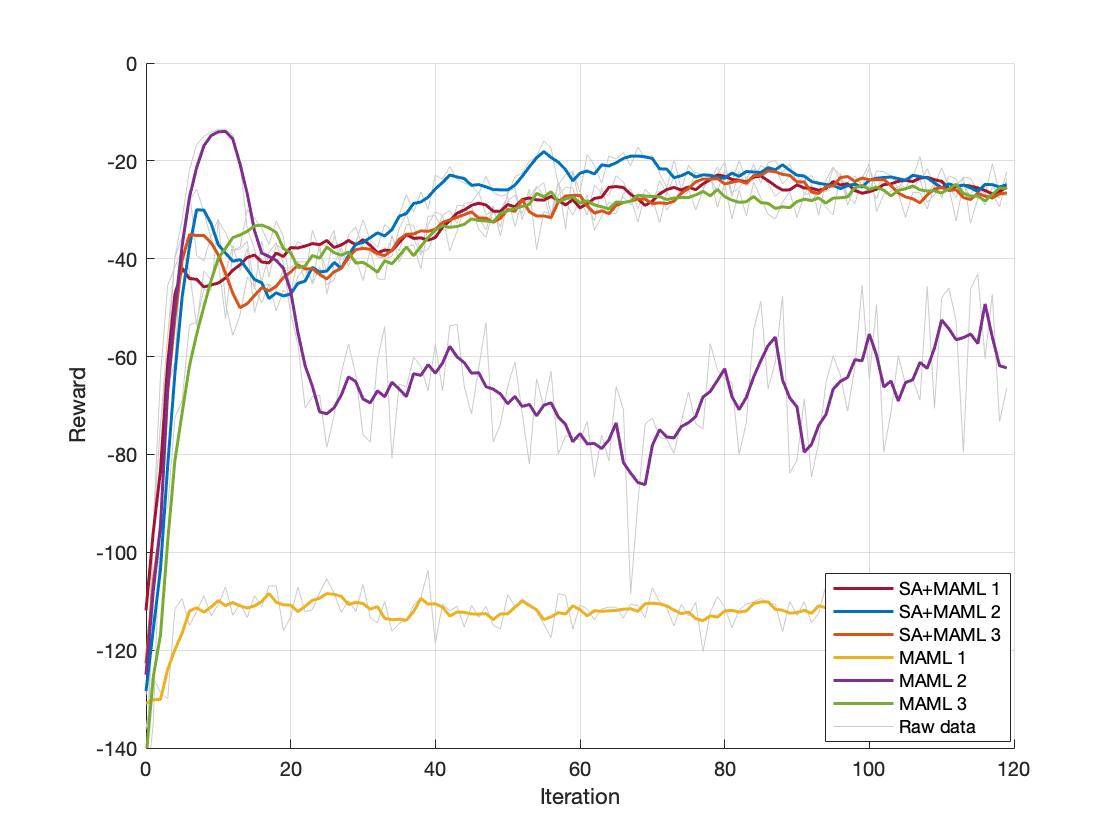 0
-20
-40
-60
-80
-100
-120
-140
Reward
0 20 40 60 80 100 120
Iteration
SA+MAML 1
SA+MAML 2
SA+MAML 3
MAML 1
MAML 2
MAML 3
Raw data